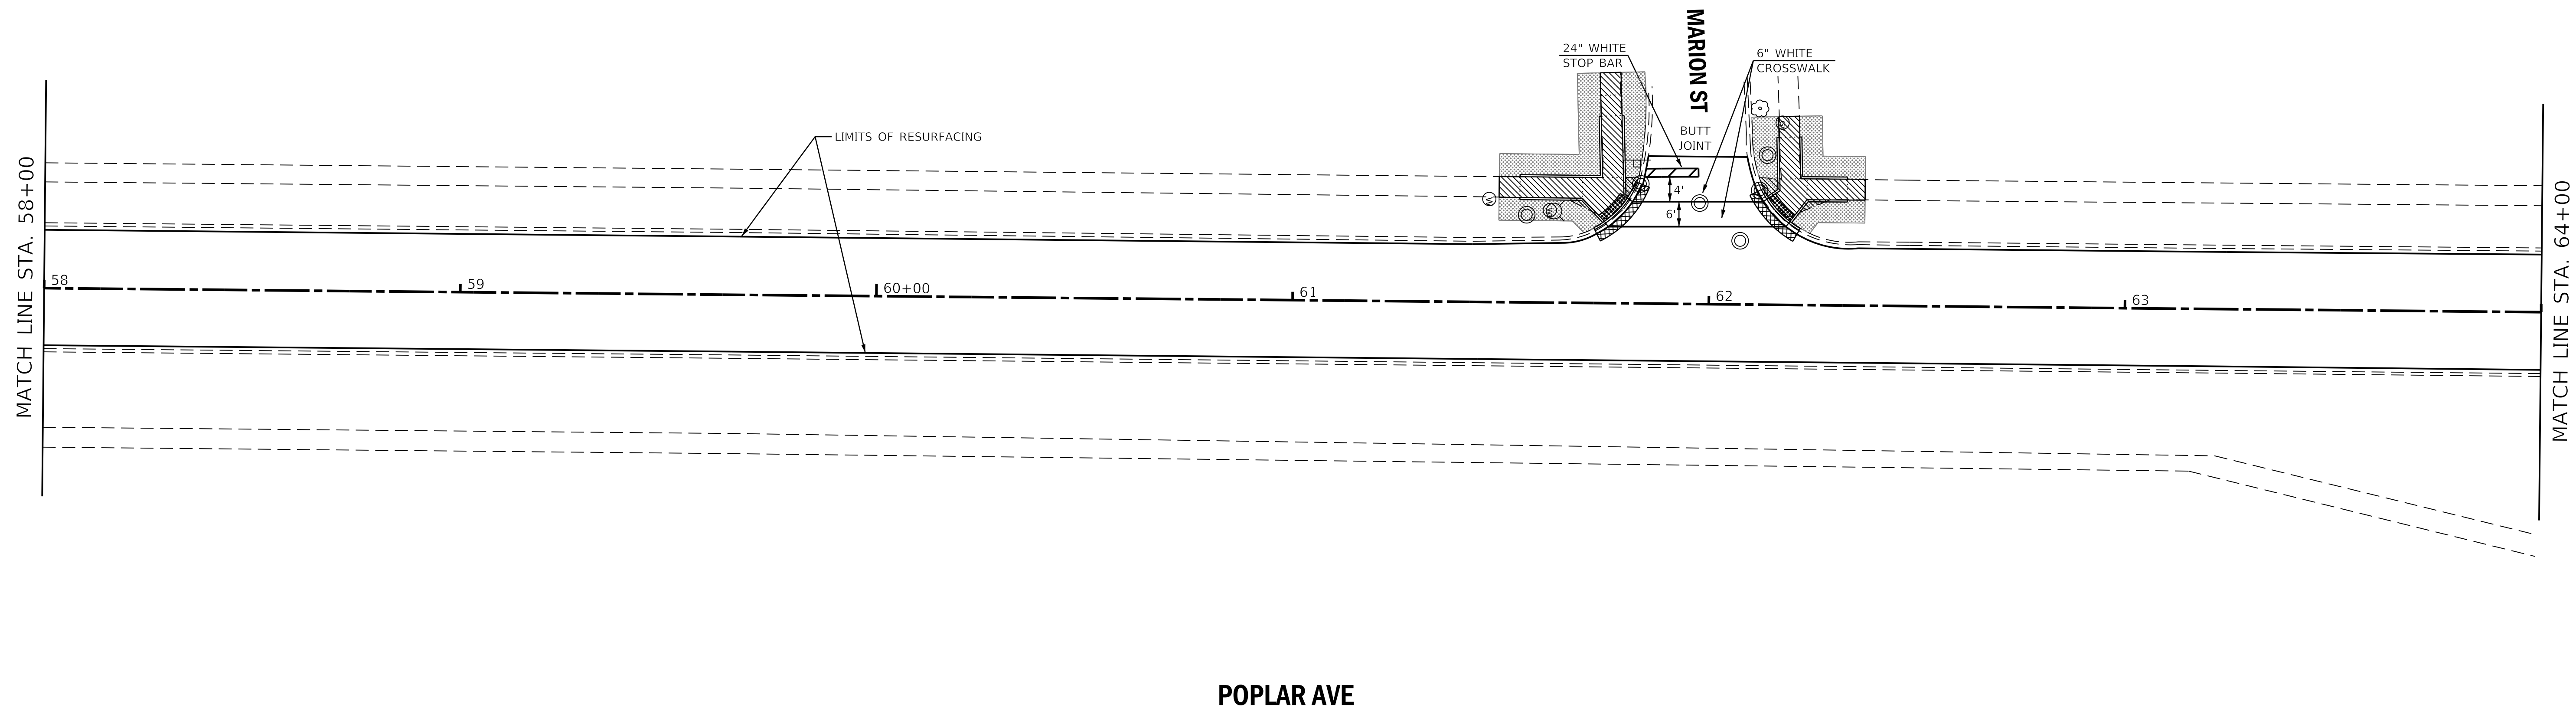 MARION ST
24" WHITE
STOP BAR
6" WHITE
CROSSWALK
BUTT
JOINT
LIMITS OF RESURFACING
MATCH LINE STA. 58+00
MATCH LINE STA. 64+00
4'
6'
W
W
W
58
59
60+00
61
62
63
POPLAR AVE